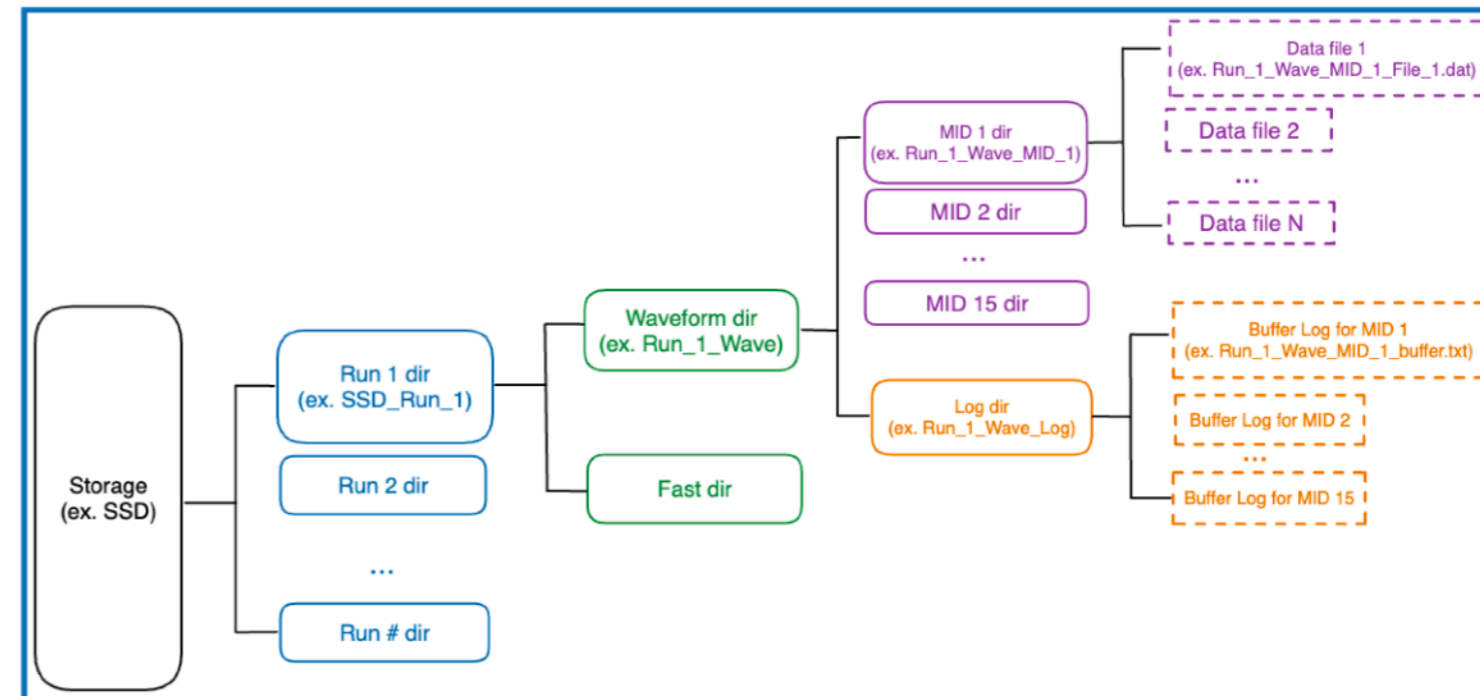 Storage
(ex. SSD)
Run 1 dir
(ex. SSD_Run_1)
Run 2 dir
...
Run # dir
Waveform dir
(ex. Run_1_Wave)
Fast dir
MID 1 dir
(ex. Run_1_Wave_MID_1)
MID 2 dir
...
MID 15 dir
Log dir
(ex. Run_1_Wave_Log)
Data file 1
(ex. Run_1_Wave_MID_1_File_1.dat)
Data file 2
...
Data file N
Buffer Log for MID 1
(ex. Run_1_Wave_MID_1_buffer.txt)
Buffer Log for MID 2
...
Buffer Log for MID 15